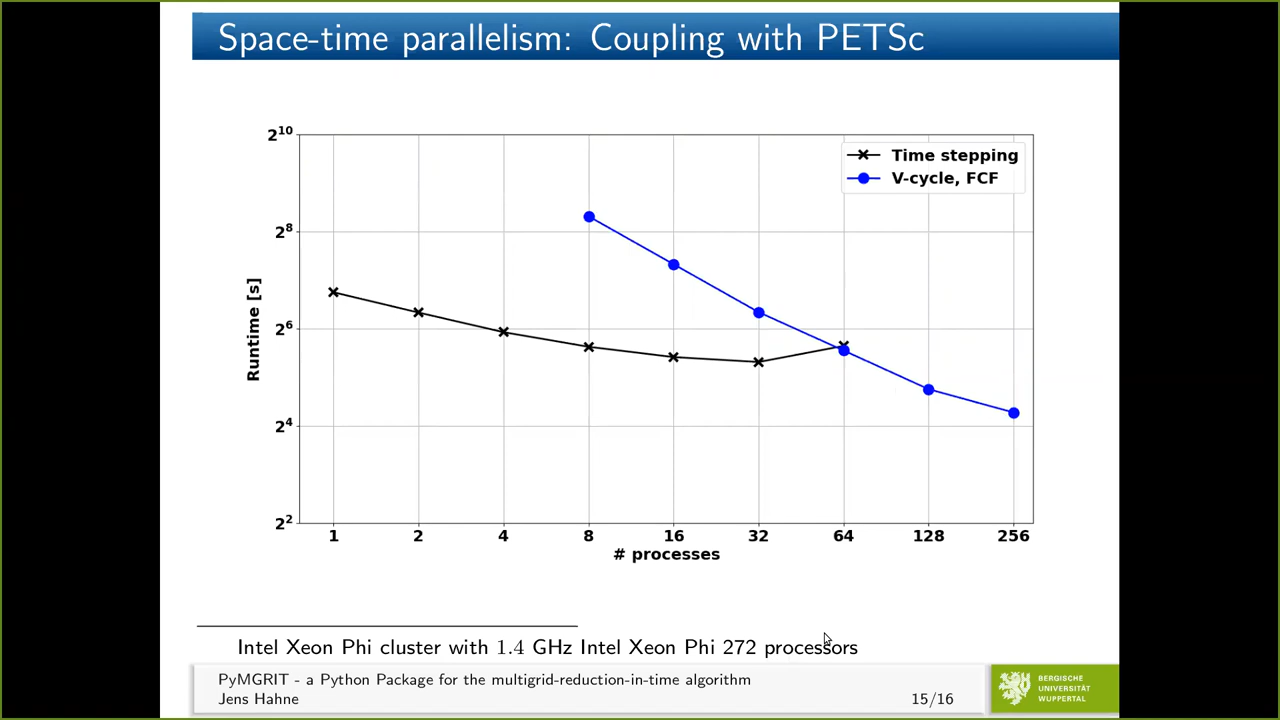 Space-time parallelism: Coupling with PETSc
2^10
2^8
2^6
2^4
2^2
Runtime [s]
Time stepping
V-cycle, FCF
1 2 4 8 16 32 64 128 256
# processes
Intel Xeon Phi cluster with 1.4 GHz Intel Xeon Phi 272 processors
PyMGRIT - a Python Package for the multigrid-reduction-in-time algorithm
Jens Hahne
15/16
BERGISCHE
UNIVERSITÄT
WUPPERTAL